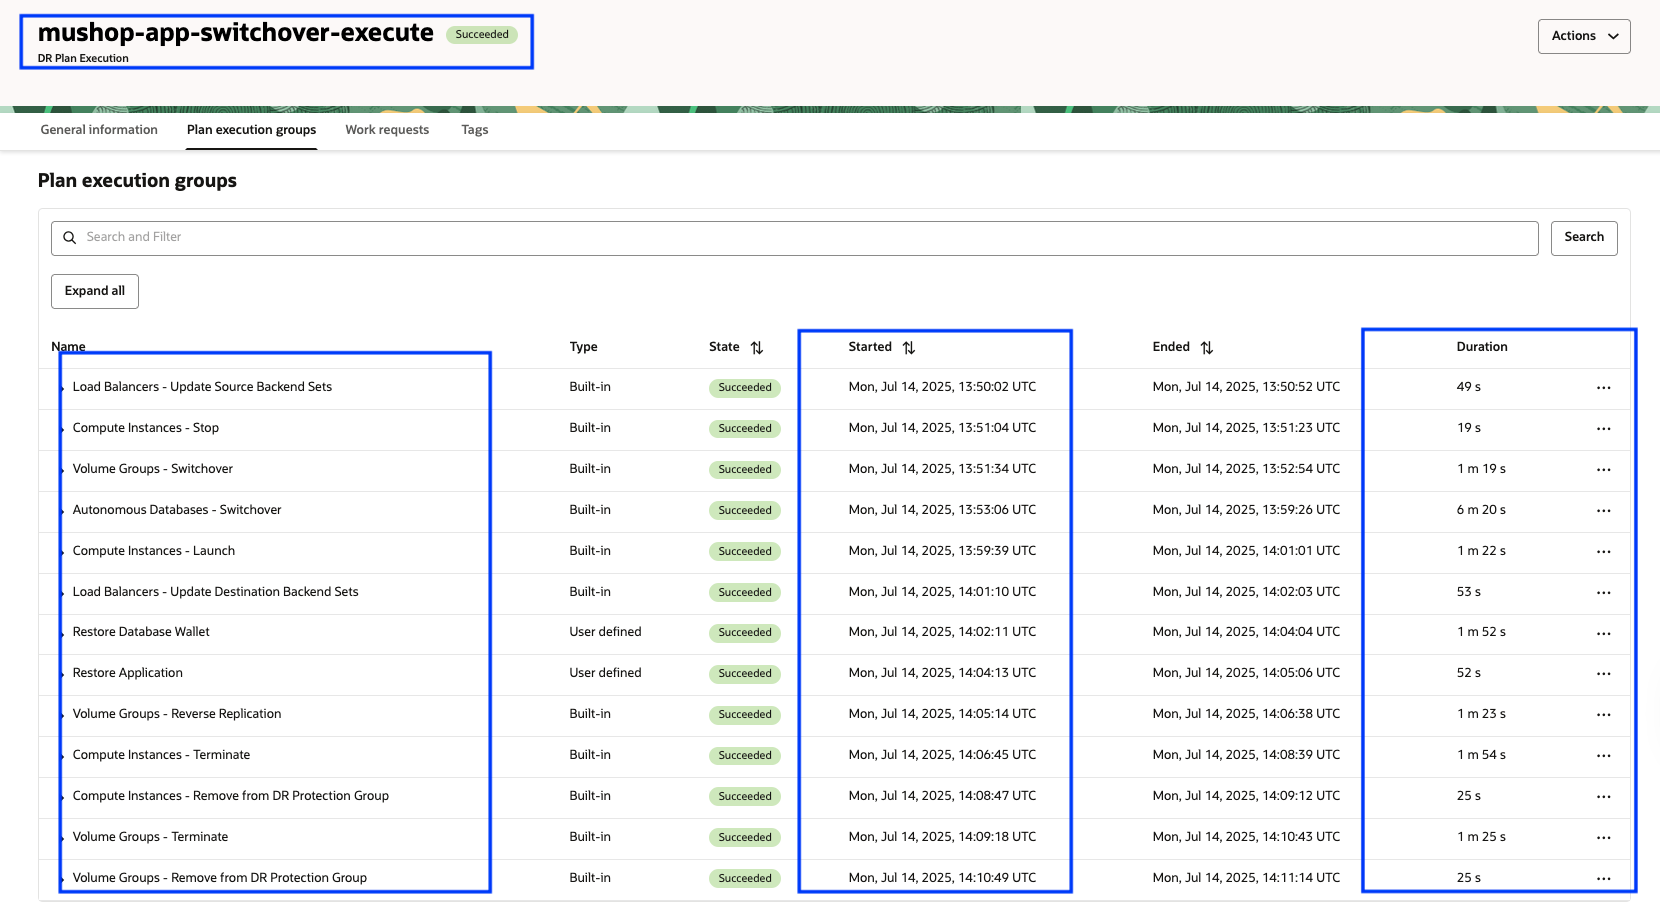 mushop-app-switchover-execute Succeeded
DR Plan Execution
Actions
General information Plan execution groups Work requests Tags
Plan execution groups
Search and Filter Search
Expand all
Name Type State Started Ended Duration
Load Balancers - Update Source Backend Sets Built-in Succeeded Mon, Jul 14, 2025, 13:50:02 UTC Mon, Jul 14, 2025, 13:50:52 UTC 49 s
Compute Instances - Stop Built-in Succeeded Mon, Jul 14, 2025, 13:51:04 UTC Mon, Jul 14, 2025, 13:51:23 UTC 19 s
Volume Groups - Switchover Built-in Succeeded Mon, Jul 14, 2025, 13:51:34 UTC Mon, Jul 14, 2025, 13:52:54 UTC 1 m 19 s
Autonomous Databases - Switchover Built-in Succeeded Mon, Jul 14, 2025, 13:53:06 UTC Mon, Jul 14, 2025, 13:59:26 UTC 6 m 20 s
Compute Instances - Launch Built-in Succeeded Mon, Jul 14, 2025, 13:59:39 UTC Mon, Jul 14, 2025, 14:01:01 UTC 1 m 22 s
Load Balancers - Update Destination Backend Sets Built-in Succeeded Mon, Jul 14, 2025, 14:01:10 UTC Mon, Jul 14, 2025, 14:02:03 UTC 53 s
Restore Database Wallet User defined Succeeded Mon, Jul 14, 2025, 14:02:11 UTC Mon, Jul 14, 2025, 14:04:04 UTC 1 m 52 s
Restore Application User defined Succeeded Mon, Jul 14, 2025, 14:04:13 UTC Mon, Jul 14, 2025, 14:05:06 UTC 52 s
Volume Groups - Reverse Replication Built-in Succeeded Mon, Jul 14, 2025, 14:05:14 UTC Mon, Jul 14, 2025, 14:06:38 UTC 1 m 23 s
Compute Instances - Terminate Built-in Succeeded Mon, Jul 14, 2025, 14:06:45 UTC Mon, Jul 14, 2025, 14:08:39 UTC 1 m 54 s
Compute Instances - Remove from DR Protection Group Built-in Succeeded Mon, Jul 14, 2025, 14:08:47 UTC Mon, Jul 14, 2025, 14:09:12 UTC 25 s
Volume Groups - Terminate Built-in Succeeded Mon, Jul 14, 2025, 14:09:18 UTC Mon, Jul 14, 2025, 14:10:43 UTC 1 m 25 s
Volume Groups - Remove from DR Protection Group Built-in Succeeded Mon, Jul 14, 2025, 14:10:49 UTC Mon, Jul 14, 2025, 14:11:14 UTC 25 s